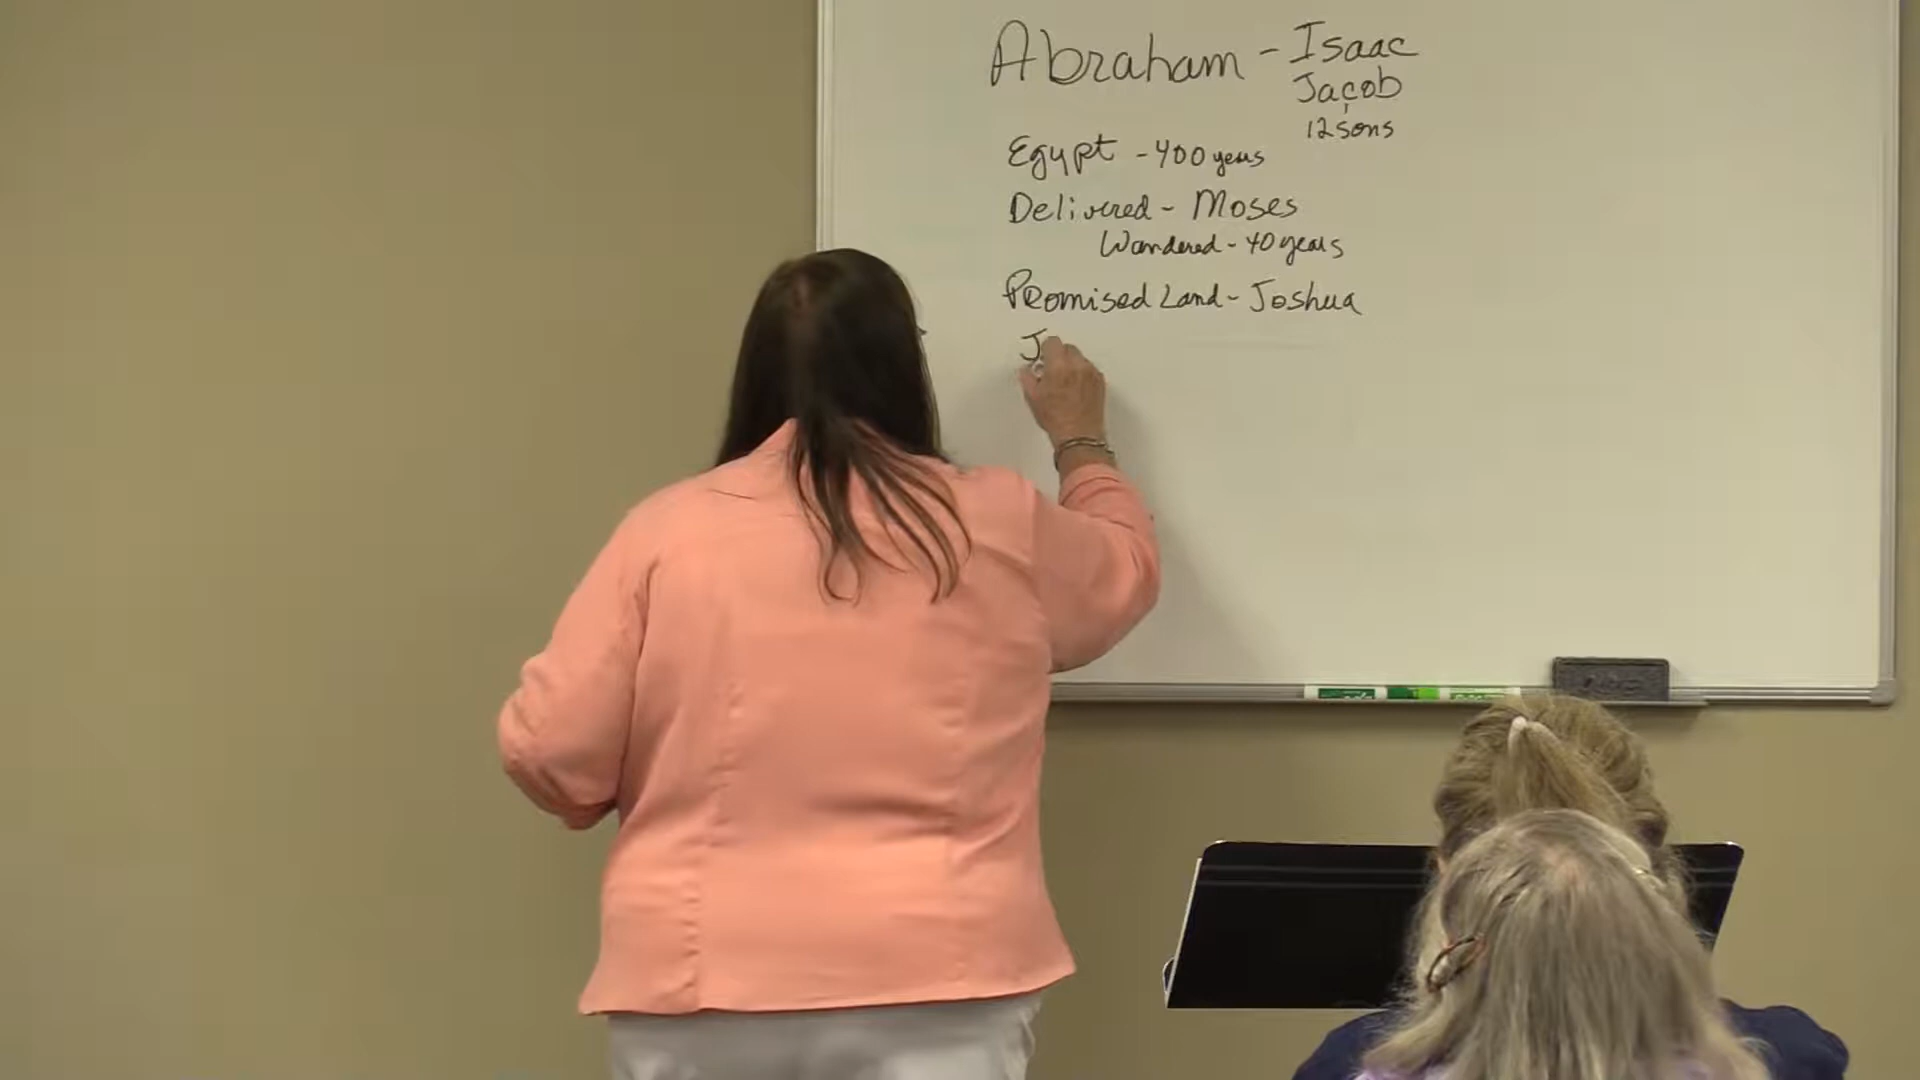 Abraham - Isaac
Jacob
12 sons
Egypt - 400 years
Delivered - Moses
Wandered - 40 years
Promised Land - Joshua
J